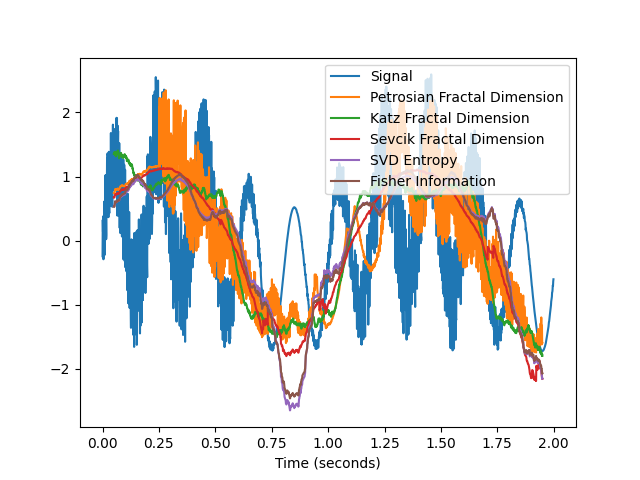 Signal
Petrosian Fractal Dimension
Katz Fractal Dimension
Sevcik Fractal Dimension
SVD Entropy
Fisher Information
2
1
0
−1
−2
0.00 0.25 0.50 0.75 1.00 1.25 1.50 1.75 2.00
Time (seconds)